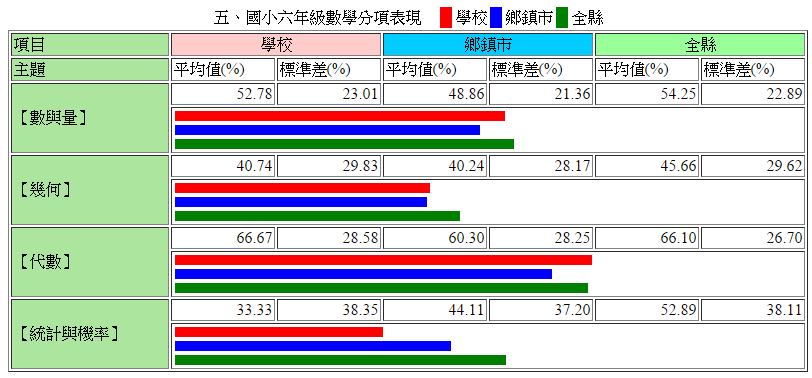 五、國小六年級數學分項表現 學校 鄉鎮市 全縣
項目 學校 鄉鎮市 全縣
主題 平均值(%) 標準差(%) 平均值(%) 標準差(%) 平均值(%) 標準差(%)
【數與量】 52.78 23.01 48.86 21.36 54.25 22.89
【幾何】 40.74 29.83 40.24 28.17 45.66 29.62
【代數】 66.67 28.58 60.30 28.25 66.10 26.70
【統計與機率】 33.33 38.35 44.11 37.20 52.89 38.11